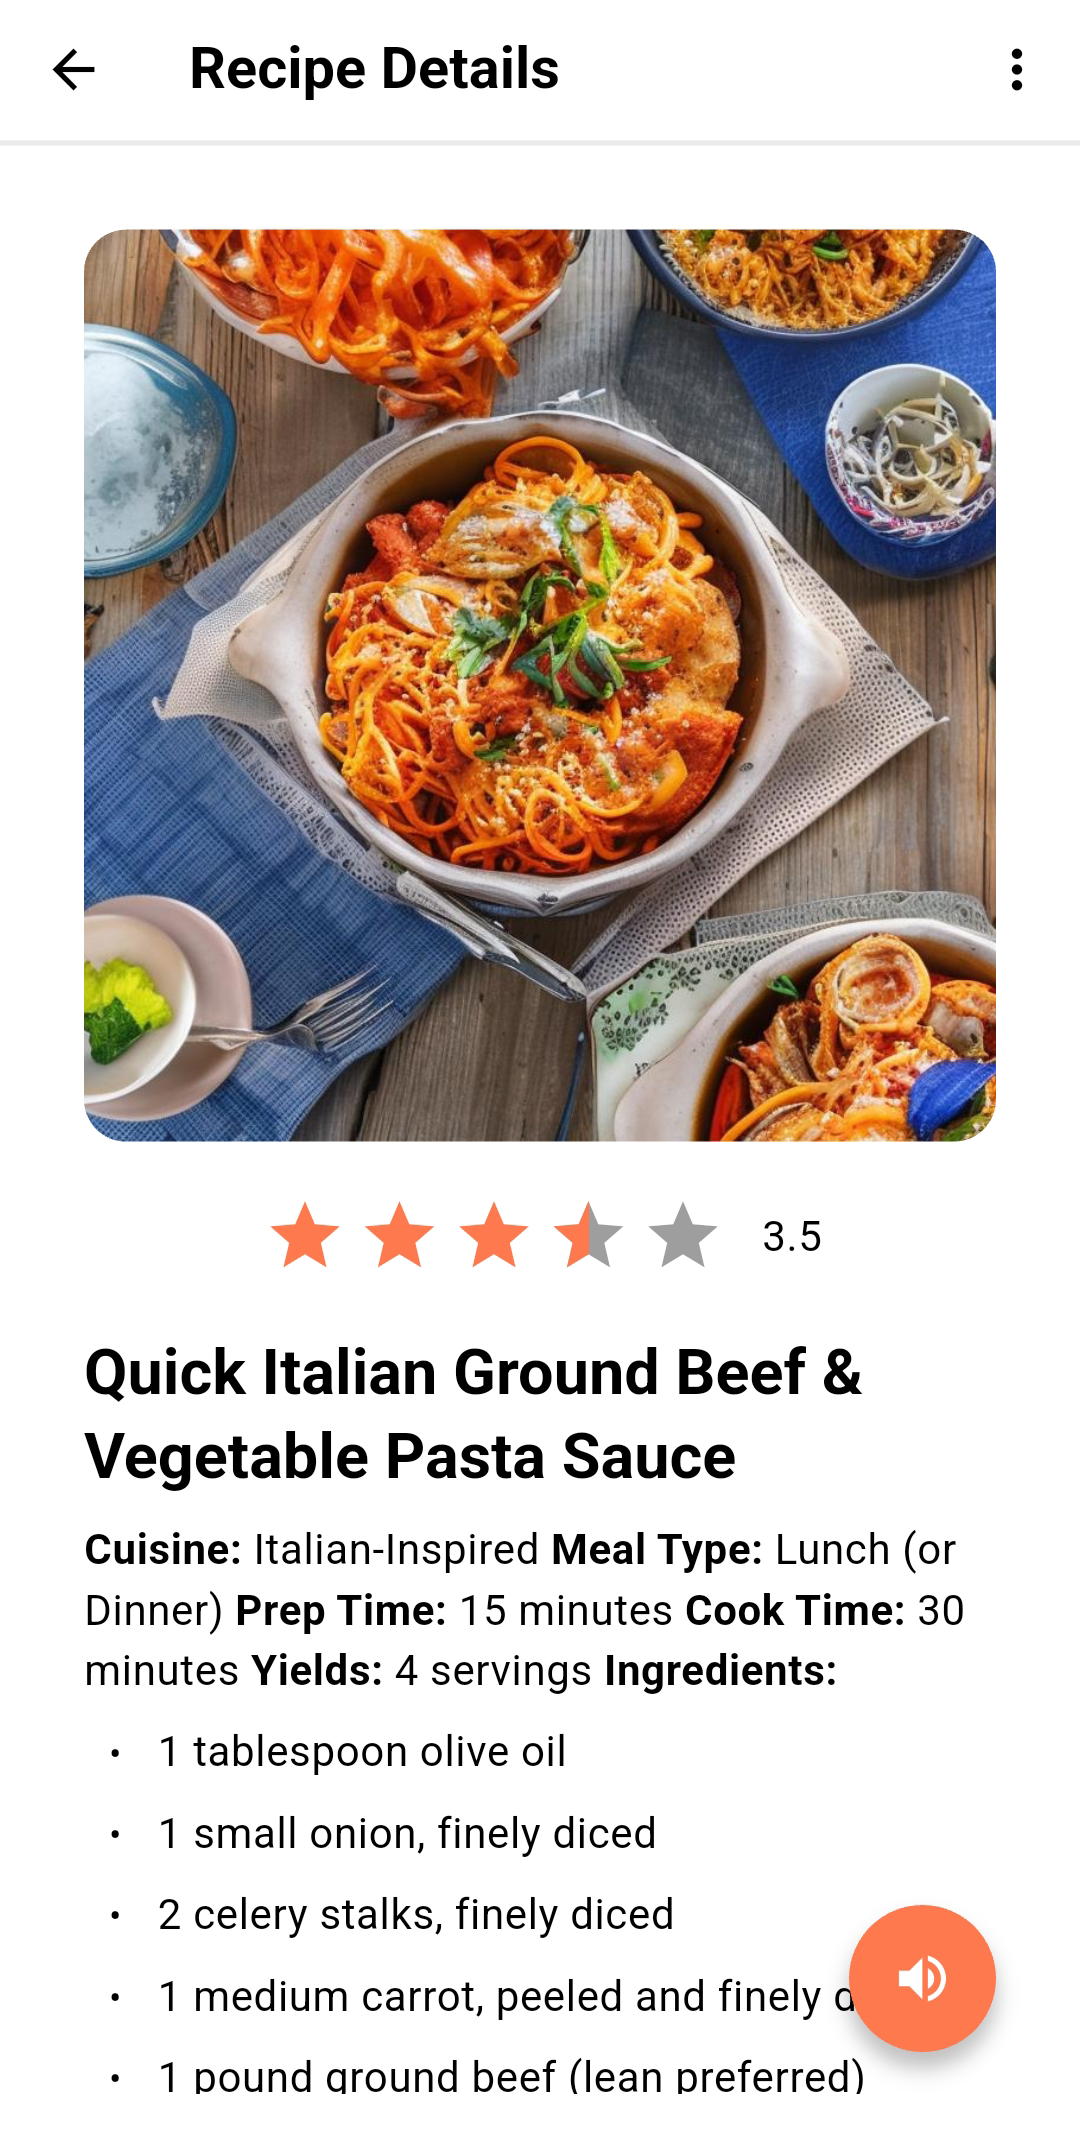 Recipe Details
3.5
Quick Italian Ground Beef &
Vegetable Pasta Sauce
Cuisine: Italian-Inspired Meal Type: Lunch (or
Dinner) Prep Time: 15 minutes Cook Time: 30
minutes Yields: 4 servings Ingredients:
• 1 tablespoon olive oil
• 1 small onion, finely diced
• 2 celery stalks, finely diced
• 1 medium carrot, peeled and finely
• 1 pound ground beef (lean preferred)